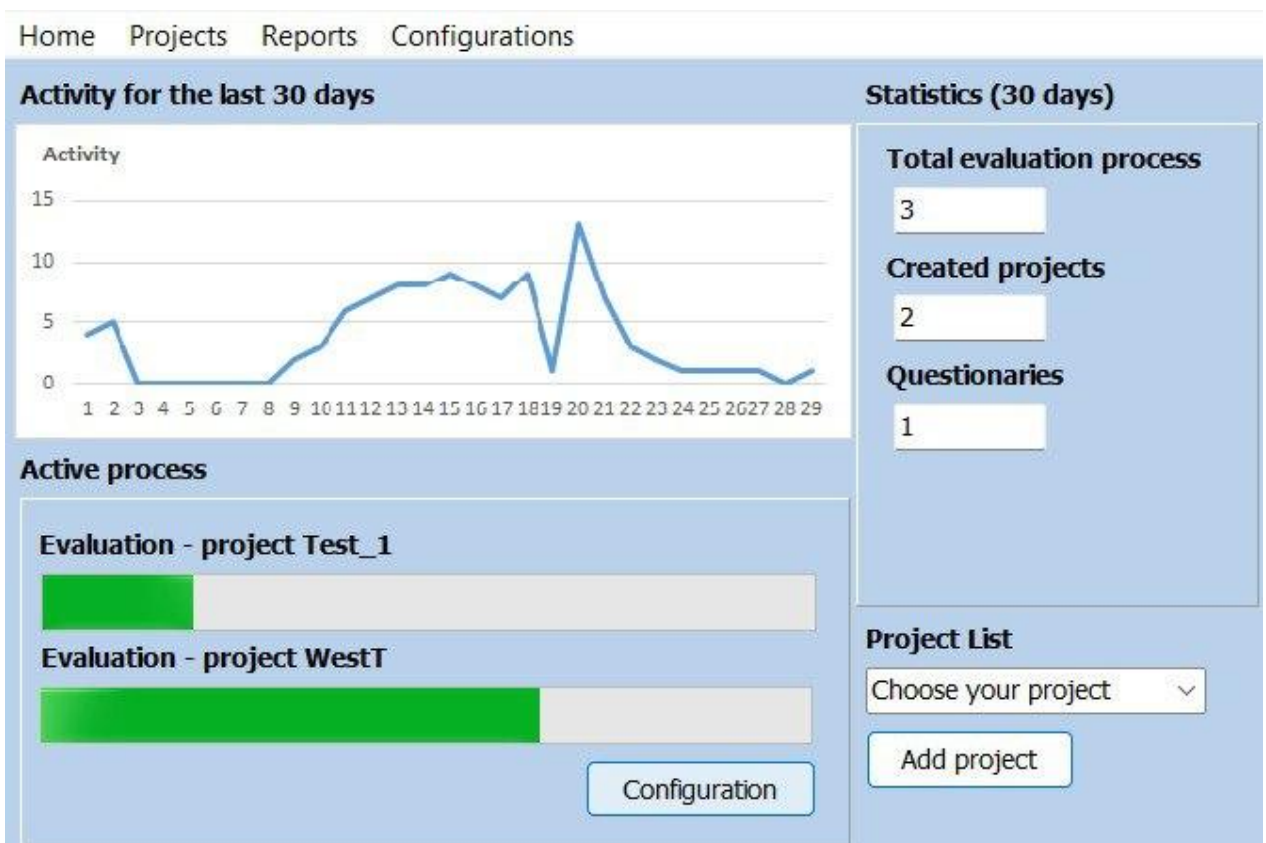 Home Projects Reports Configurations
Activity for the last 30 days
Activity
15
10
5
0
1 2 3 4 5 6 7 8 9 10 11 12 13 14 15 16 17 18 19 20 21 22 23 24 25 26 27 28 29
Active process
Evaluation - project Test_1
Evaluation - project WestT
Configuration
Statistics (30 days)
Total evaluation process
3
Created projects
2
Questionaries
1
Project List
Choose your project
Add project